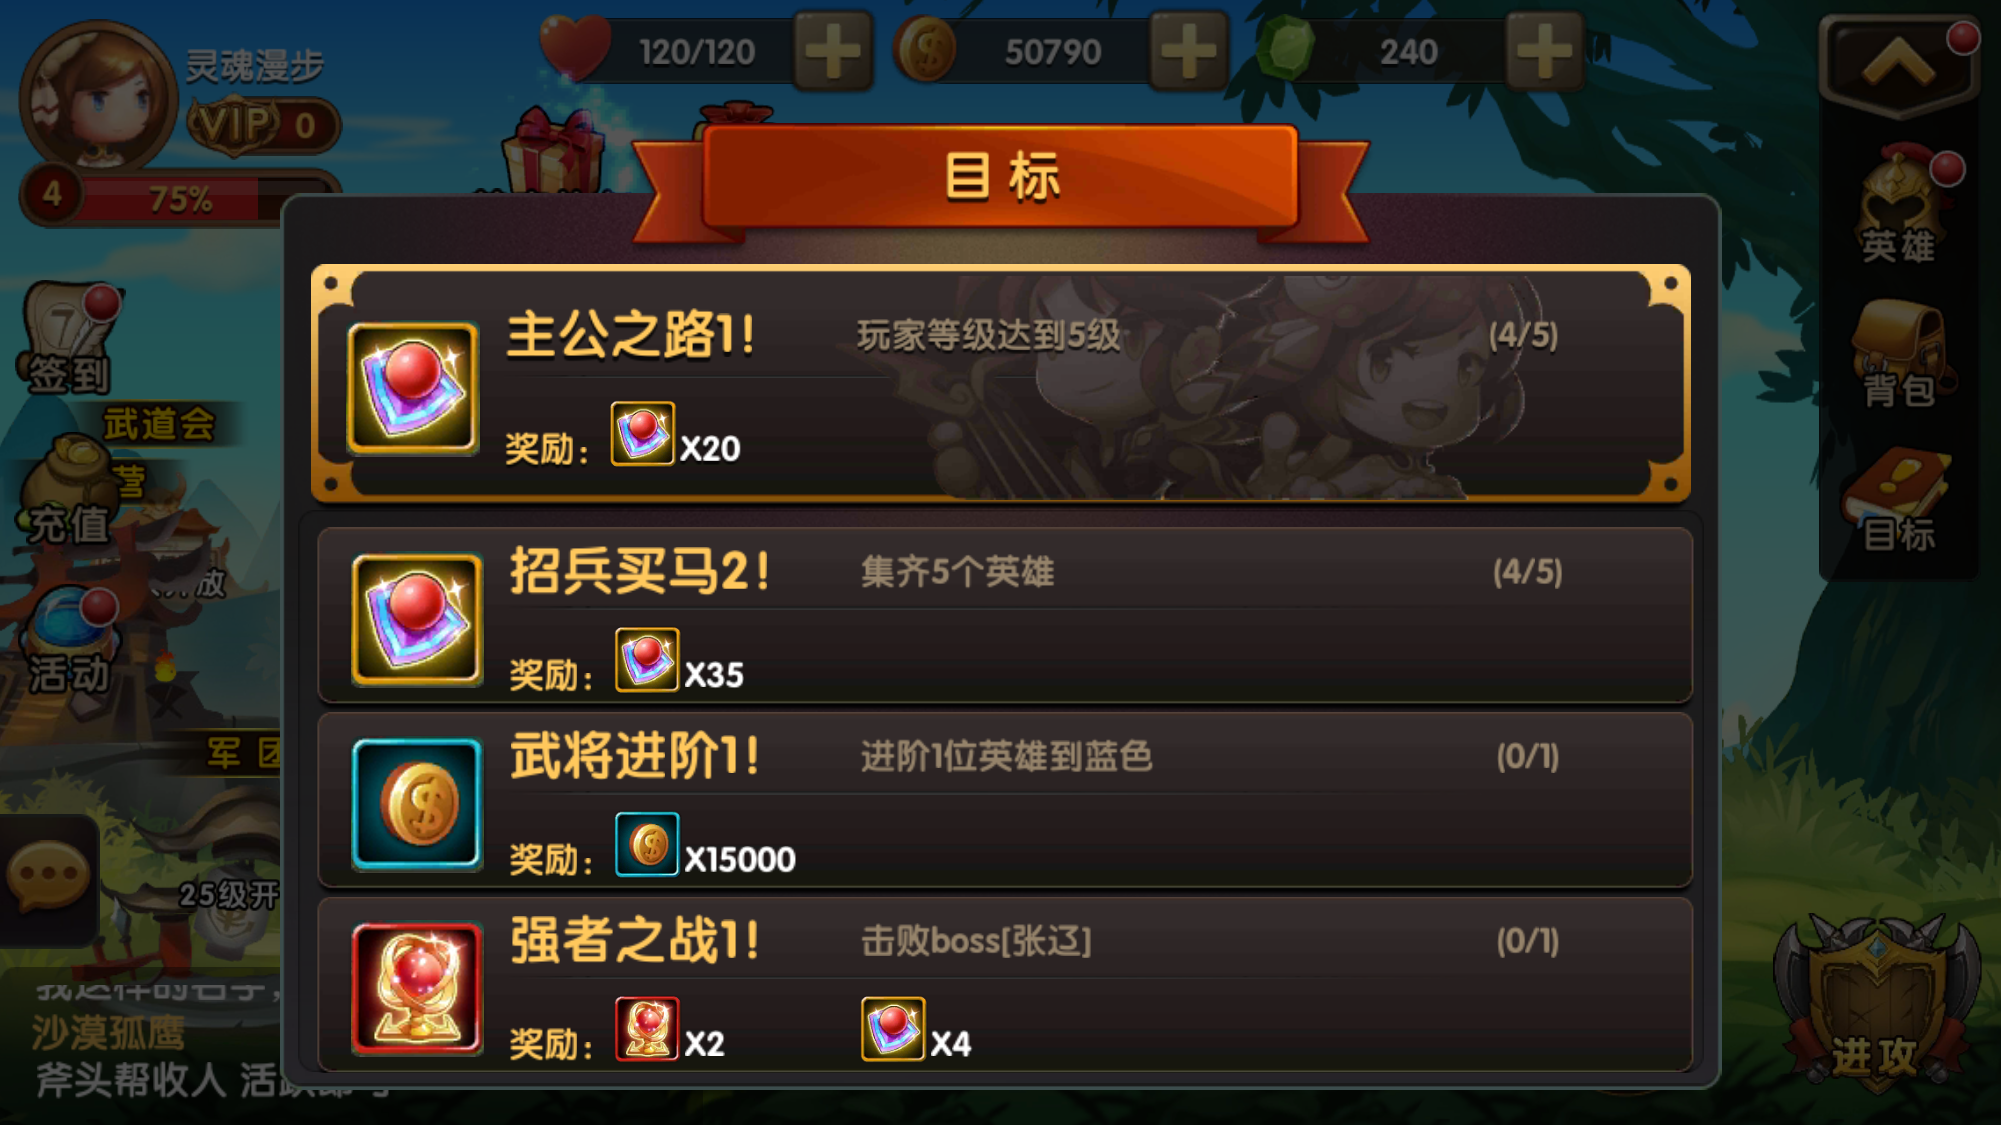 灵魂漫步
VIP 0
4
75%
120/120
50790
240
目标
主公之路1!
玩家等级达到5级
(4/5)
奖励:
X20
招兵买马2!
集齐5个英雄
(4/5)
奖励:
X35
武将进阶1!
进阶1位英雄到蓝色
(0/1)
奖励:
X15000
强者之战1!
击败boss[张辽]
(0/1)
奖励:
X2
X4
7
签到
武道会
营
充值
放
活动
军团
25级开
沙漠孤鹰
斧头帮收人 活跃
英雄
背包
目标
进攻